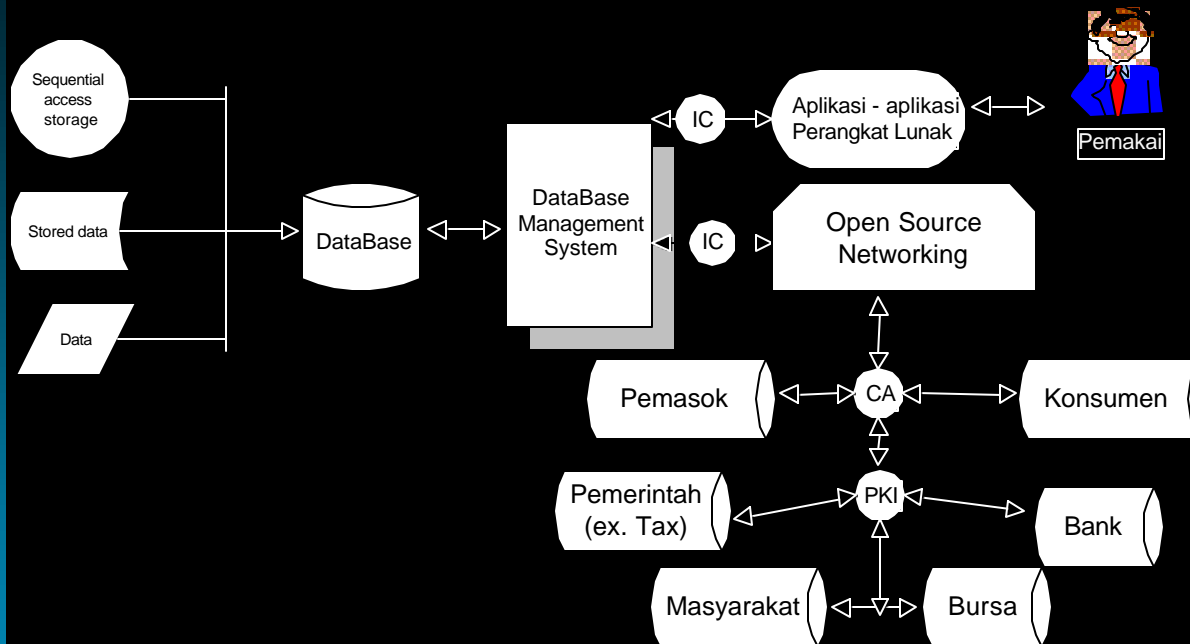 Sequential
access
storage
Stored data
Data
DataBase
DataBase
Management
System
IC
IC
Aplikasi - aplikasi
Perangkat Lunak
Pemakai
Open Source
Networking
Pemasok
CA
Konsumen
Pemerintah
(ex. Tax)
PKI
Bank
Masyarakat
Bursa